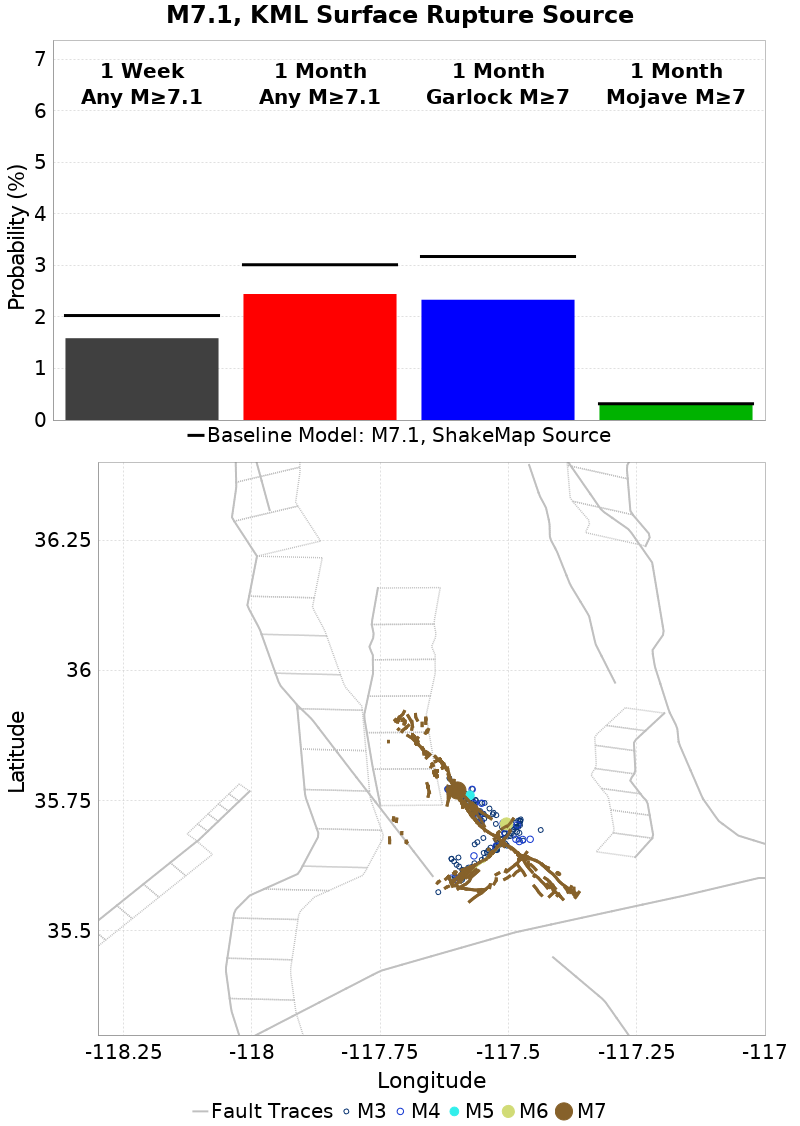 M7.1, KML Surface Rupture Source
7
6
5
4
3
2
1
0
Probability (%)
1 Week
Any M≥7.1
1 Month
Any M≥7.1
1 Month
Garlock M≥7
1 Month
Mojave M≥7
Baseline Model: M7.1, ShakeMap Source
36.25
36
35.75
35.5
Latitude
-118.25 -118 -117.75 -117.5 -117.25 -117
Longitude
Fault Traces M3 M4 M5 M6 M7